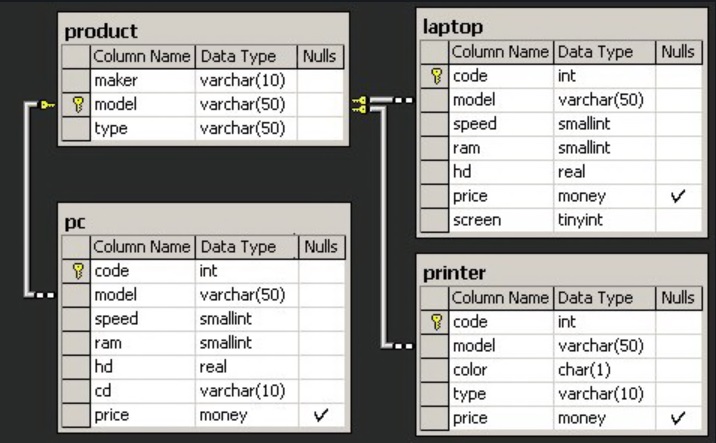 product
Column Name Data Type Nulls
maker varchar(10)
model varchar(50)
type varchar(50)
laptop
Column Name Data Type Nulls
code int
model varchar(50)
speed smallint
ram smallint
hd real
price money
screen tinyint
pc
Column Name Data Type Nulls
code int
model varchar(50)
speed smallint
ram smallint
hd real
cd varchar(10)
price money
printer
Column Name Data Type Nulls
code int
model varchar(50)
color char(1)
type varchar(10)
price money